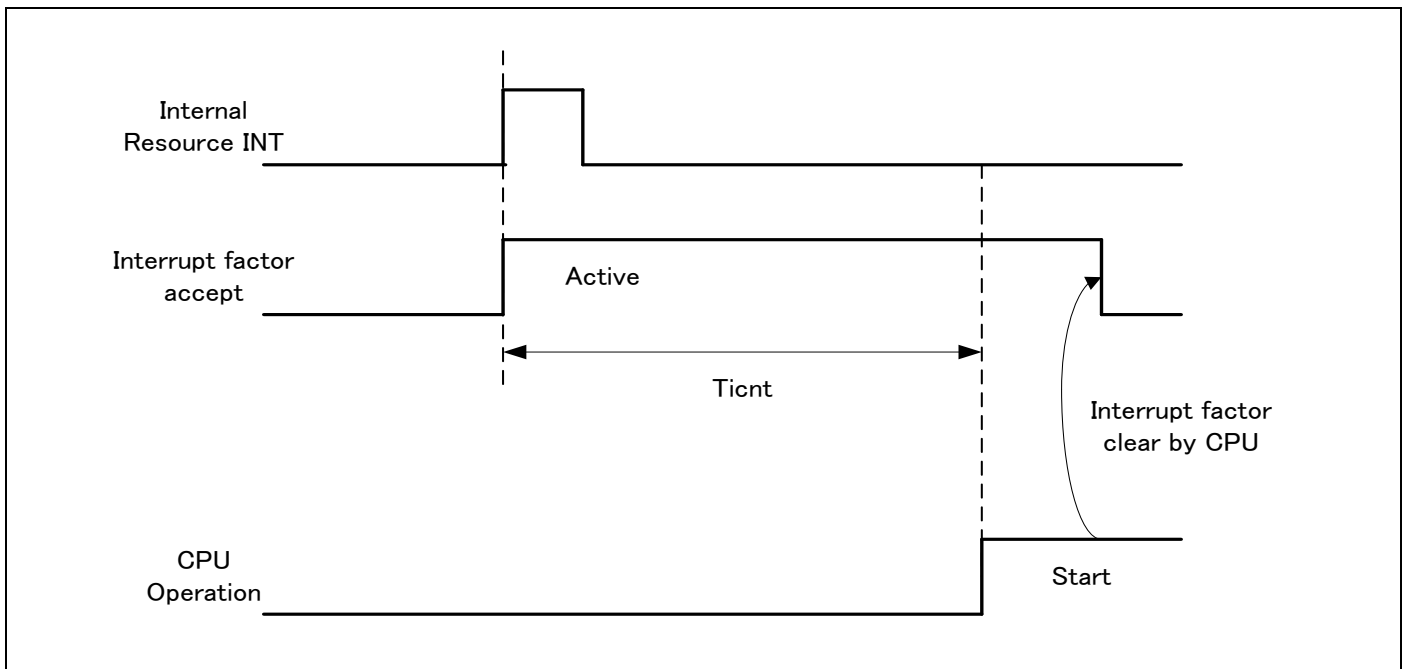 Internal
Resource INT
Interrupt factor
accept
Active
Ticnt
Interrupt factor
clear by CPU
CPU
Operation
Start